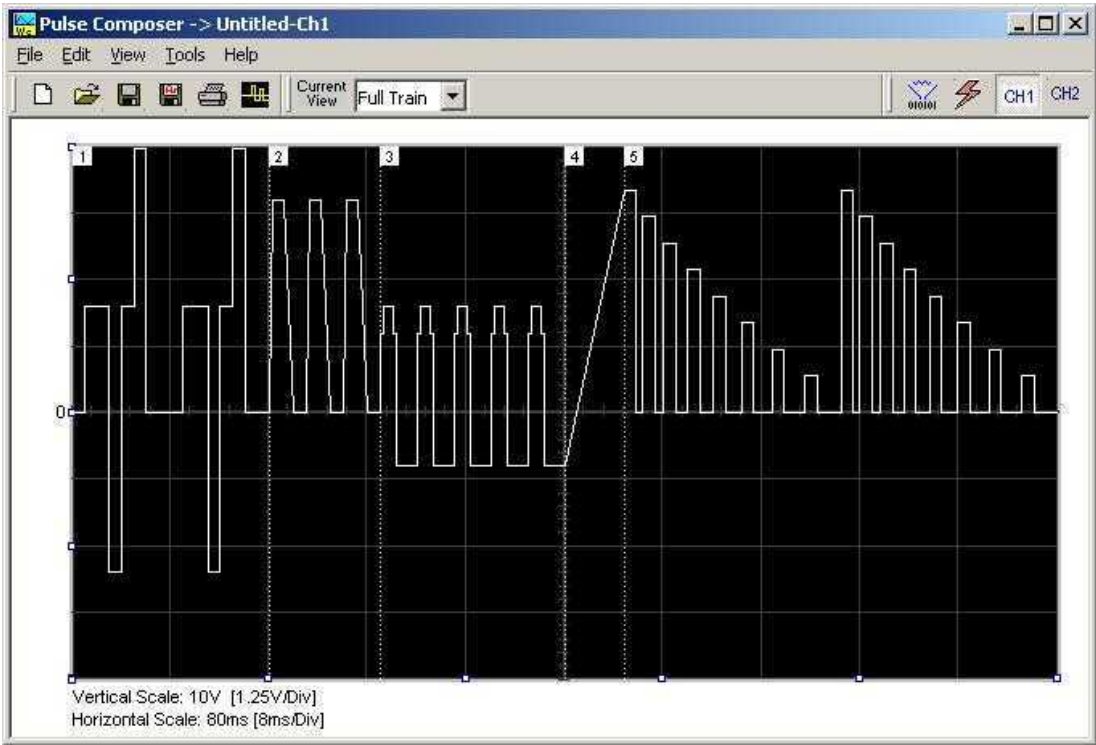 Pulse Composer -> Untitled-Ch1
File Edit View Tools Help
Current View Full Train CH1 CH2
1 2 3 4 5
0
Vertical Scale: 10V [1.25V/Div]
Horizontal Scale: 80ms [8ms/Div]